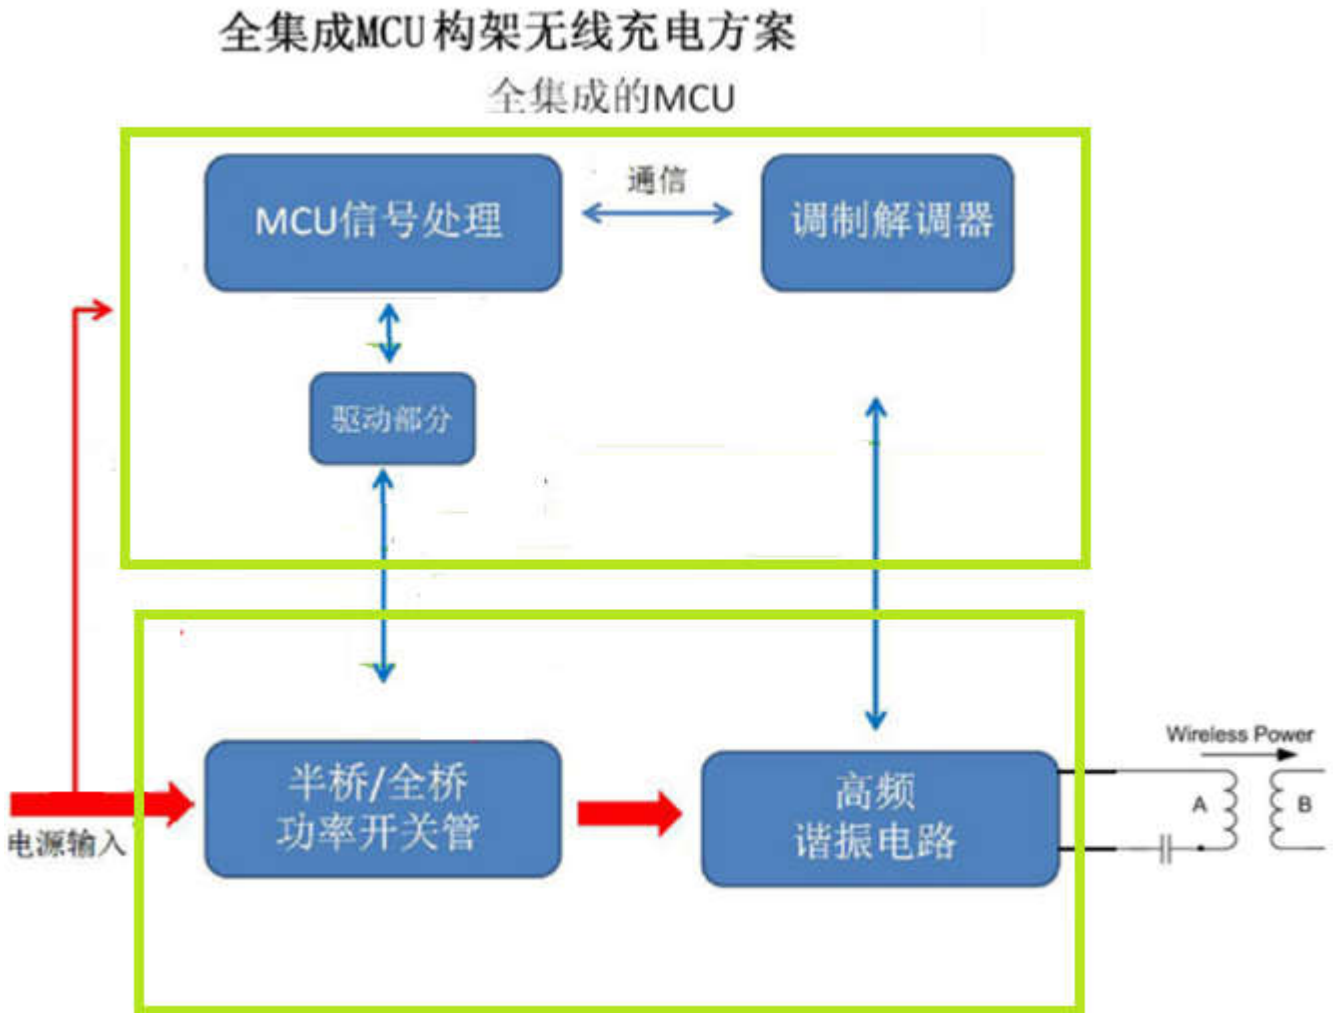 全集成MCU构架无线充电方案
全集成的MCU
MCU信号处理
通信
调制解调器
驱动部分
半桥/全桥
功率开关管
高频
谐振电路
电源输入
Wireless Power
A
B